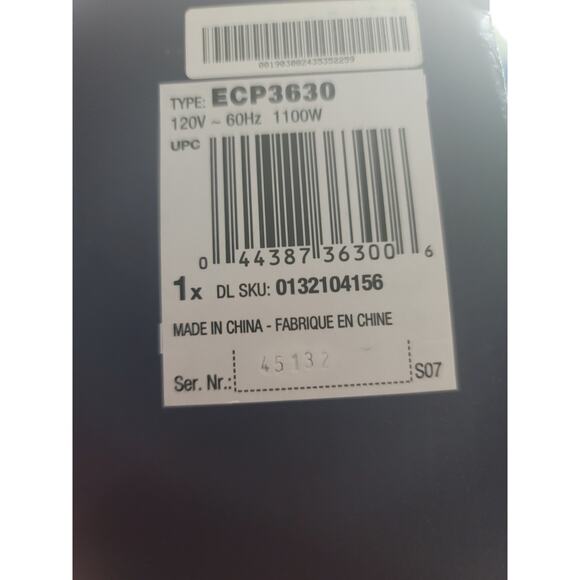 001903002435352259
TYPE: ECP3630
120V ~ 60Hz 1100W
UPC
0 44387 36300 6
1x DL SKU: 0132104156
MADE IN CHINA - FABRIQUE EN CHINE
45132
Ser. Nr.: S07